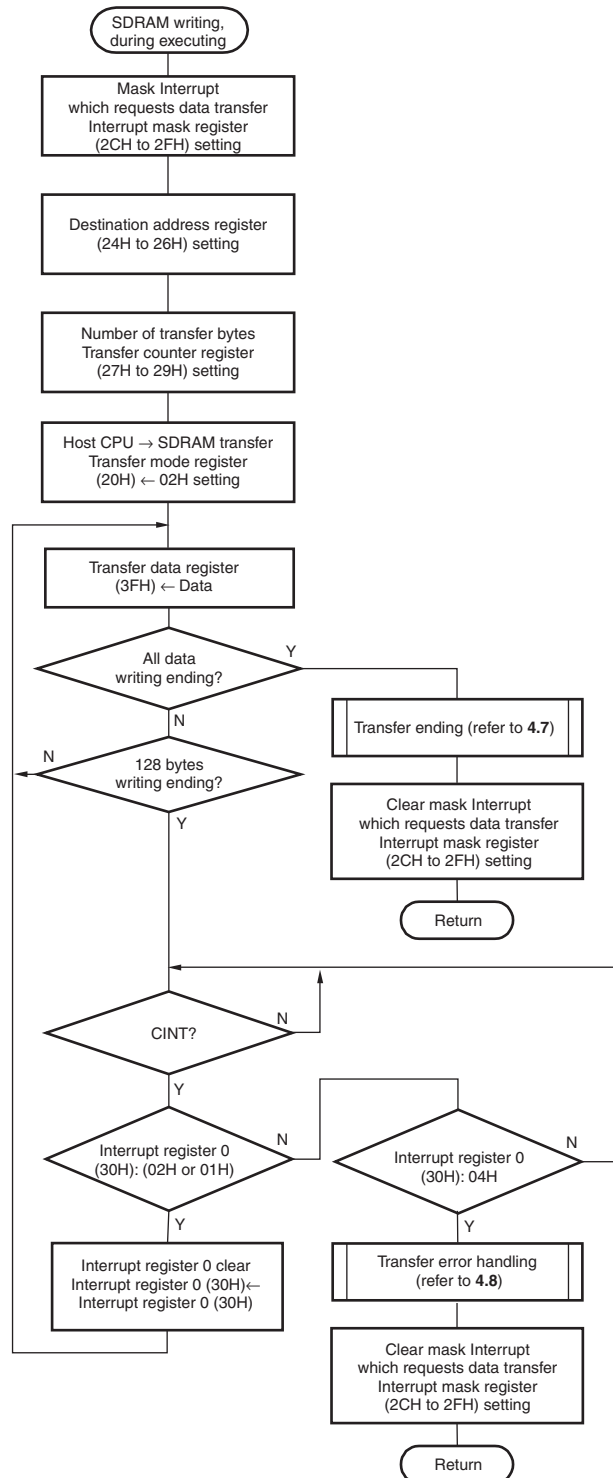 SDRAM writing,
during executing
Mask Interrupt
which requests data transfer
Interrupt mask register
(2CH to 2FH) setting
Destination address register
(24H to 26H) setting
Number of transfer bytes
Transfer counter register
(27H to 29H) setting
Host CPU → SDRAM transfer
Transfer mode register
(20H) ← 02H setting
Transfer data register
(3FH) ← Data
All data
writing ending?
Y
N
Transfer ending (refer to 4.7)
N
128 bytes
writing ending?
Y
Clear mask Interrupt
which requests data transfer
Interrupt mask register
(2CH to 2FH) setting
Return
CINT?
N
Y
Interrupt register 0
(30H): (02H or 01H)
N
Y
Interrupt register 0
(30H): 04H
N
Y
Interrupt register 0 clear
Interrupt register 0 (30H)←
Interrupt register 0 (30H)
Transfer error handling
(refer to 4.8)
Clear mask Interrupt
which requests data transfer
Interrupt mask register
(2CH to 2FH) setting
Return